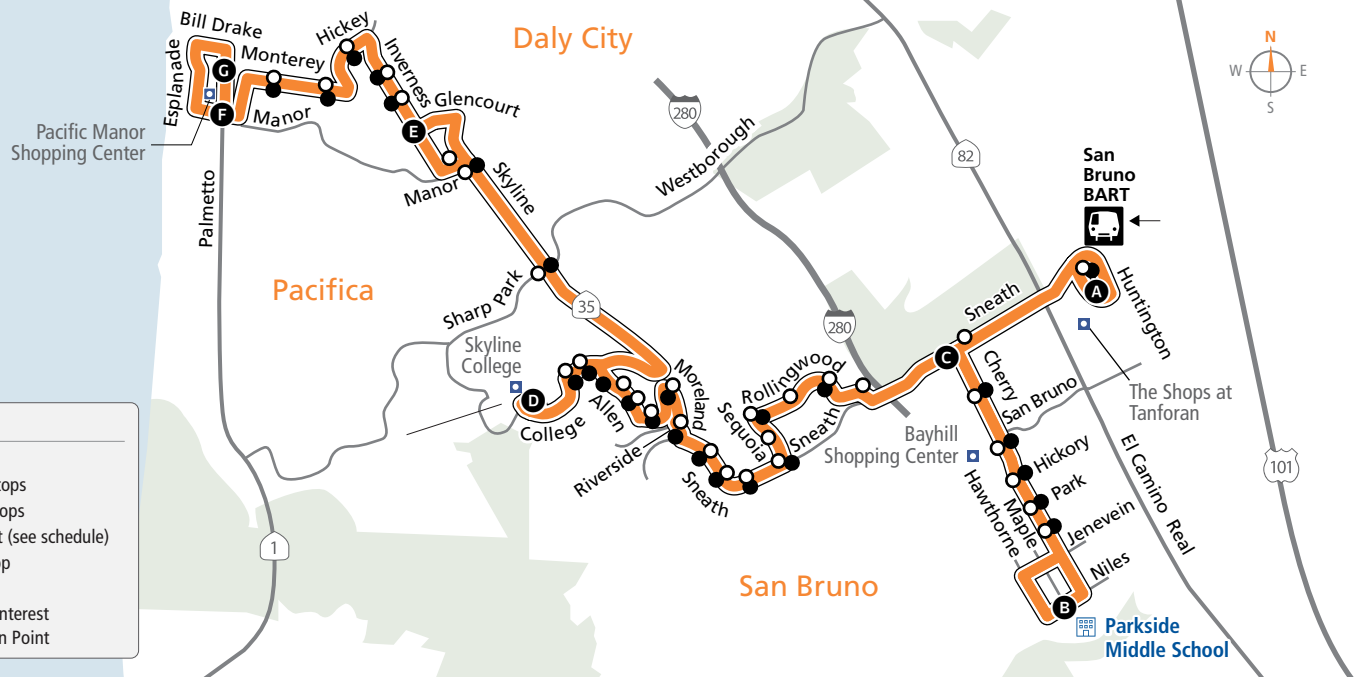 Bill Drake
Hickey
Daly City
Esplanade
Monterey
Inverness
G
Glencourt
F
Manor
E
Pacific Manor
Shopping Center
Palmetto
Manor
Skyline
Westborough
280
82
N
W
E
S
San
Bruno
BART
A
Huntington
Pacifica
Sharp Park
35
280
Sneath
C
The Shops at
Tanforan
Skyline
College
D
College
Allen
Moreland
Riverside
Sneath
Rollingwood
Sequoia
Sneath
Cherry
San Bruno
Bayhill
Shopping Center
Hickory
Park
Hawthorne
Maple
Jenevein
Niles
El Camino Real
101
B
Parkside
Middle School
San Bruno
1
tops
ops
t (see schedule)
op
nterest
n Point